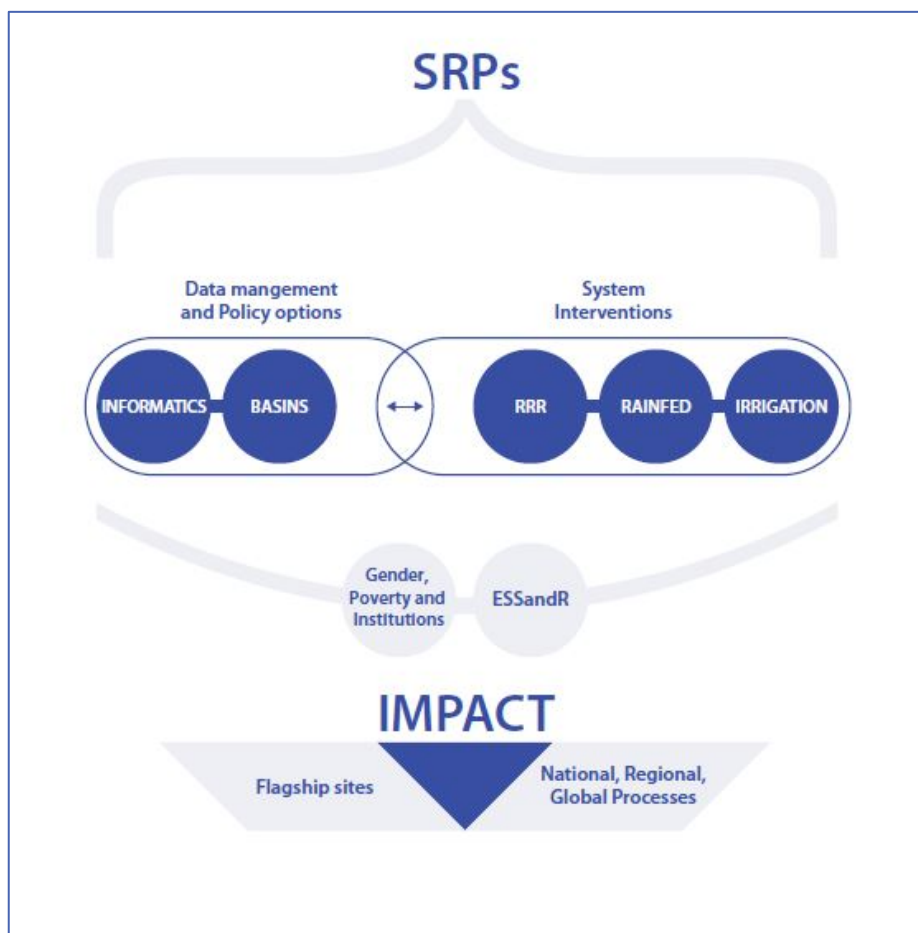 SRPs
Data mangement
and Policy options
System
Interventions
INFORMATICS
BASINS
RRR
RAINFED
IRRIGATION
Gender,
Poverty and
Institutions
ESSandR
IMPACT
Flagship sites
National, Regional,
Global Processes